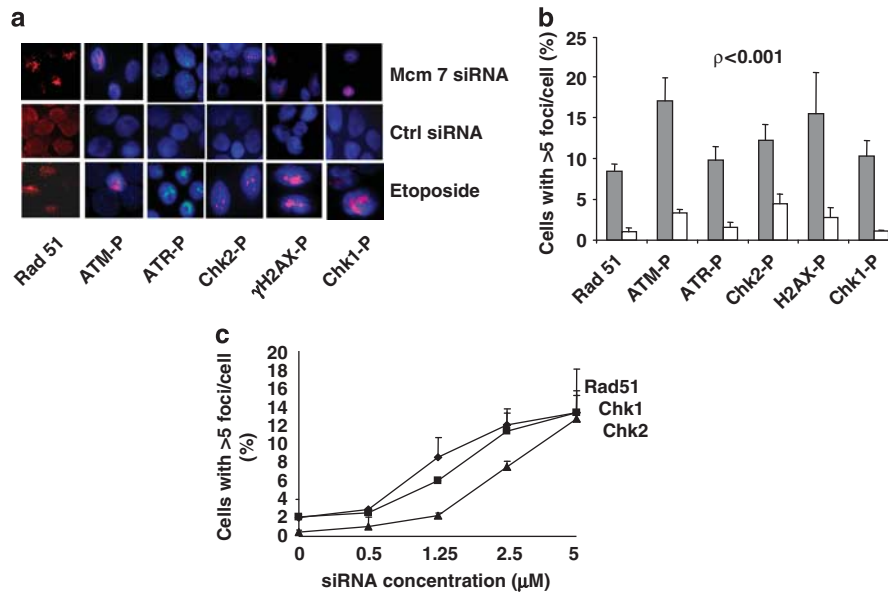 a
Mcm 7 siRNA
Ctrl siRNA
Etoposide
Rad 51
ATM-P
ATR-P
Chk2-P
γH2AX-P
Chk1-P
b
Cells with >5 foci/cell (%)
25
20
15
10
5
0
ρ<0.001
Rad 51
ATM-P
ATR-P
Chk2-P
H2AX-P
Chk1-P
c
Cells with >5 foci/cell
(%)
20
18
16
14
12
10
8
6
4
2
0
Rad51
Chk1
Chk2
0 0.5 1.25 2.5 5
siRNA concentration (μM)